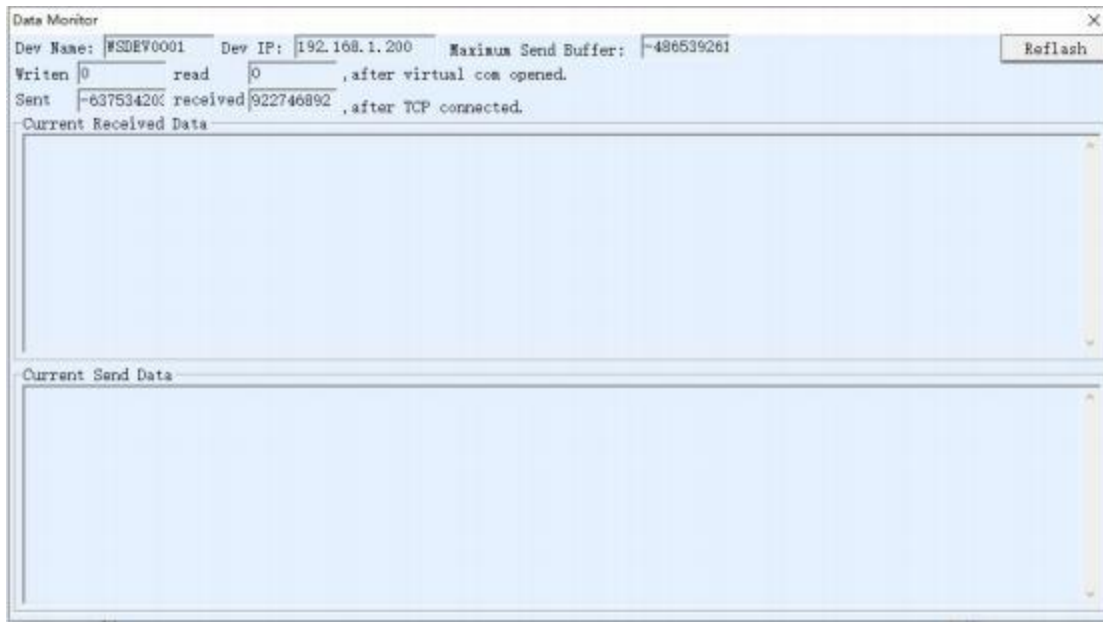 Data Monitor
Dev Name: WSDEV0001 Dev IP: 192.168.1.200 Maximum Send Buffer: -486539261 Reflash
Writen 0 read 0 ,after virtual com opened.
Sent received 922746892 ,after TCP connected.
Current Received Data
Current Send Data